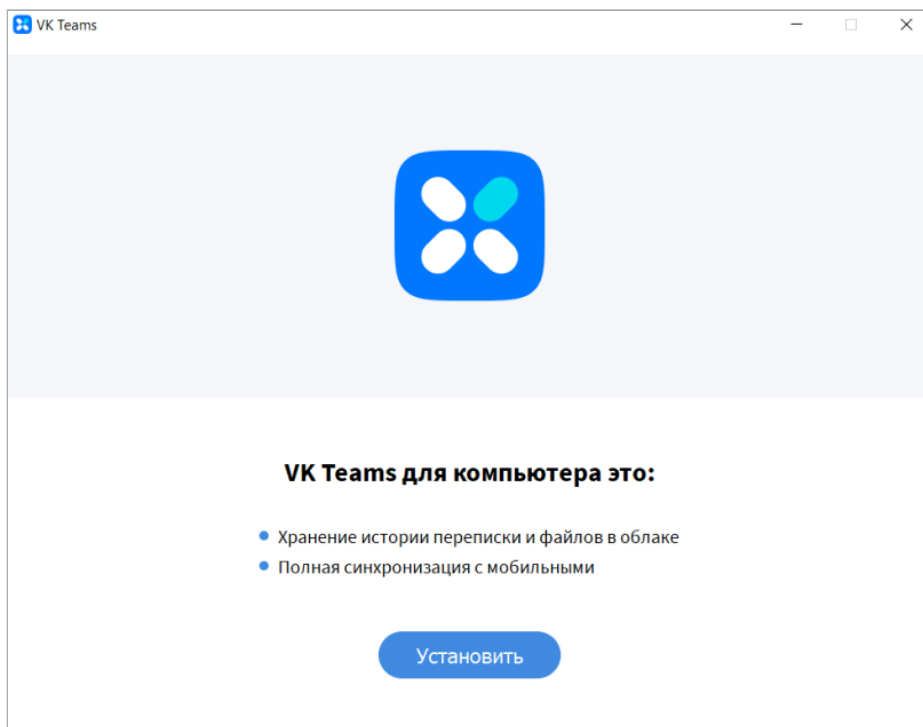 VK Teams
VK Teams для компьютера это:
Хранение истории переписки и файлов в облаке
Полная синхронизация с мобильными
Установить